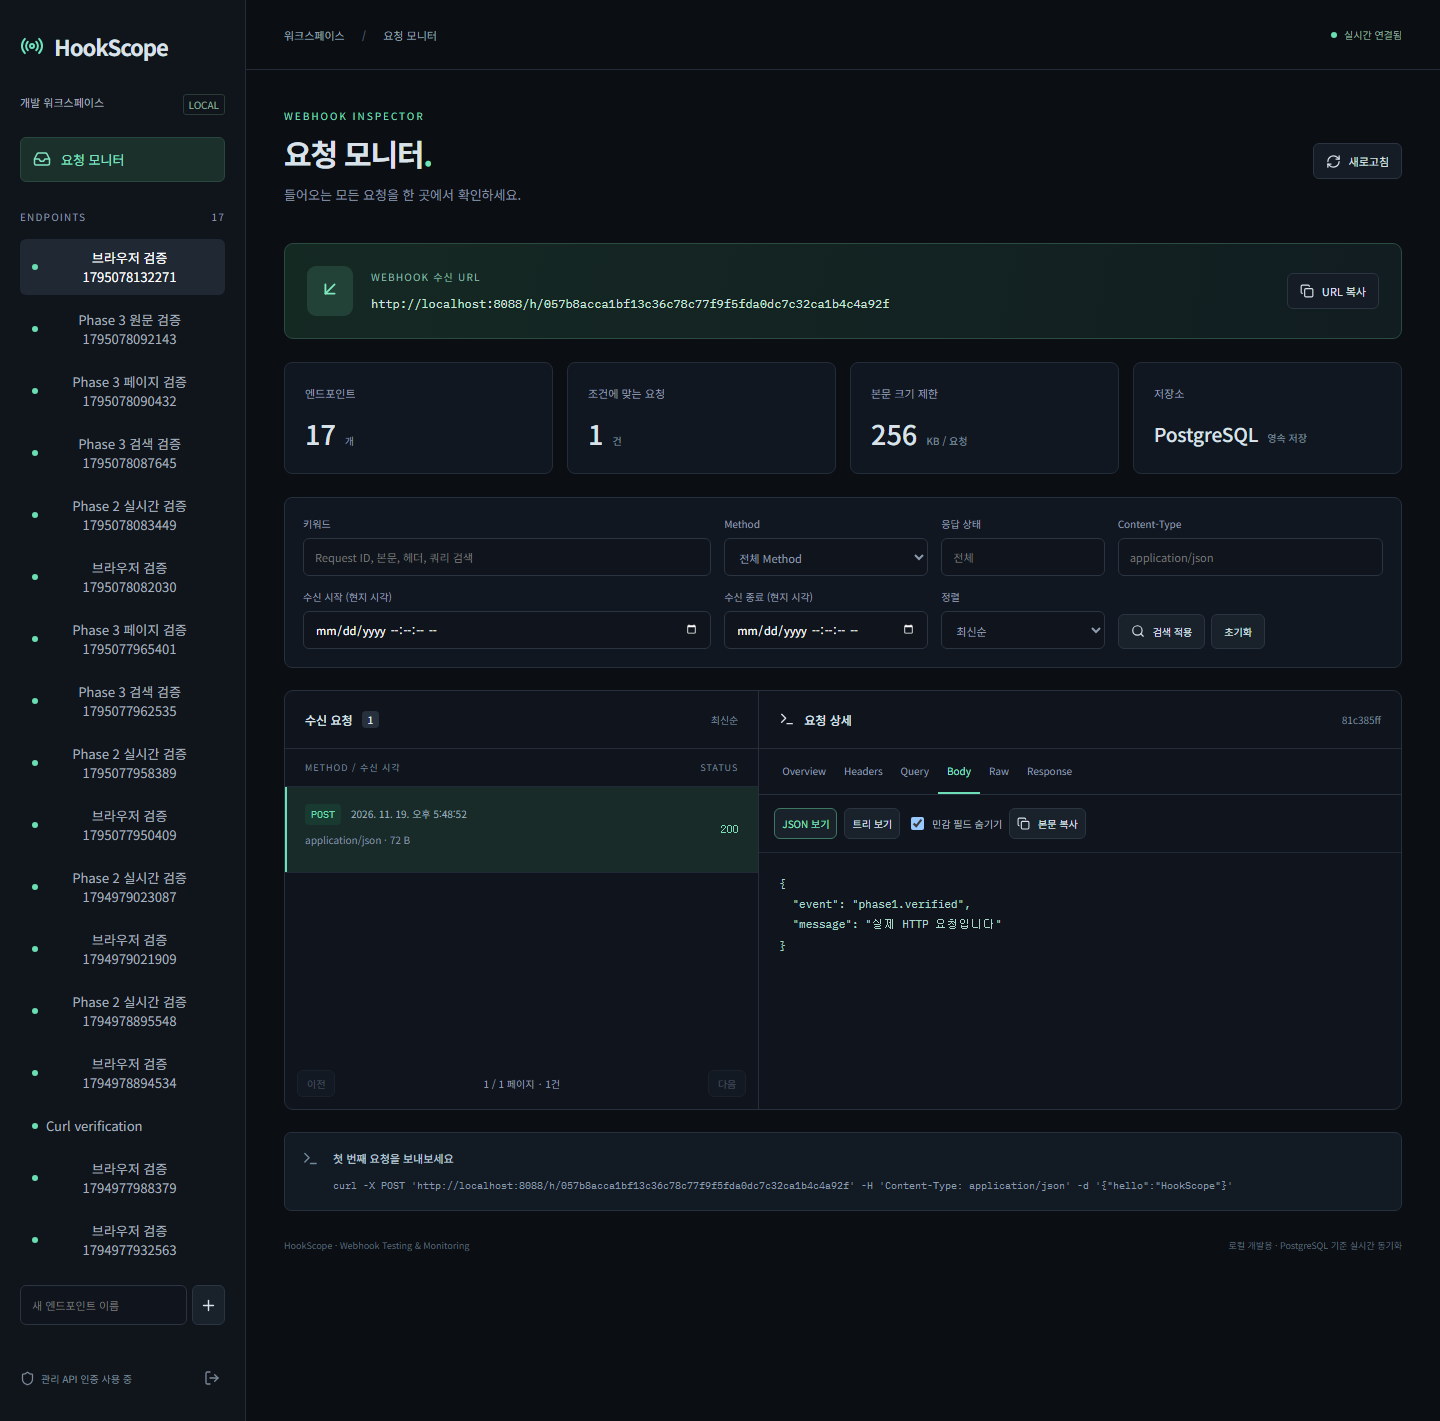 HookScope
개발 워크스페이스
LOCAL
요청 모니터
ENDPOINTS 17
브라우저 검증
1795078132271
Phase 3 원문 검증
1795078092143
Phase 3 페이지 검증
1795078090432
Phase 3 검색 검증
1795078087645
Phase 2 실시간 검증
1795078083449
브라우저 검증
1795078082030
Phase 3 페이지 검증
1795077965401
Phase 3 검색 검증
1795077962535
Phase 2 실시간 검증
1795077958389
브라우저 검증
1795077950409
Phase 2 실시간 검증
1794979023087
브라우저 검증
1794979021909
Phase 2 실시간 검증
1794978895548
브라우저 검증
1794978894534
Curl verification
브라우저 검증
1794977988379
브라우저 검증
1794977932563
새 엔드포인트 이름
관리 API 인증 사용 중
워크스페이스 / 요청 모니터
실시간 연결됨
WEBHOOK INSPECTOR
요청 모니터.
들어오는 모든 요청을 한 곳에서 확인하세요.
새로고침
WEBHOOK 수신 URL
http://localhost:8088/h/057b8acca1bf13c36c78c77f9f5fda0dc7c32ca1b4c4a92f
URL 복사
엔드포인트
17 개
조건에 맞는 요청
1 건
본문 크기 제한
256 KB / 요청
저장소
PostgreSQL 영속 저장
키워드
Request ID, 본문, 헤더, 쿼리 검색
Method
전체 Method
응답 상태
전체
Content-Type
application/json
수신 시작 (현지 시각)
mm/dd/yyyy --:--:-- --
수신 종료 (현지 시각)
mm/dd/yyyy --:--:-- --
정렬
최신순
검색 적용
초기화
수신 요청 1
최신순
METHOD / 수신 시각
STATUS
POST 2026. 11. 19. 오후 5:48:52
application/json · 72 B
200
이전
1 / 1 페이지 · 1건
다음
요청 상세
81c385ff
Overview Headers Query Body Raw Response
JSON 보기
트리 보기
민감 필드 숨기기
본문 복사
{
"event": "phase1.verified",
"message": "실제 HTTP 요청입니다"
}
첫 번째 요청을 보내보세요
curl -X POST 'http://localhost:8088/h/057b8acca1bf13c36c78c77f9f5fda0dc7c32ca1b4c4a92f' -H 'Content-Type: application/json' -d '{"hello":"HookScope"}'
HookScope · Webhook Testing & Monitoring
로컬 개발용 · PostgreSQL 기준 실시간 동기화